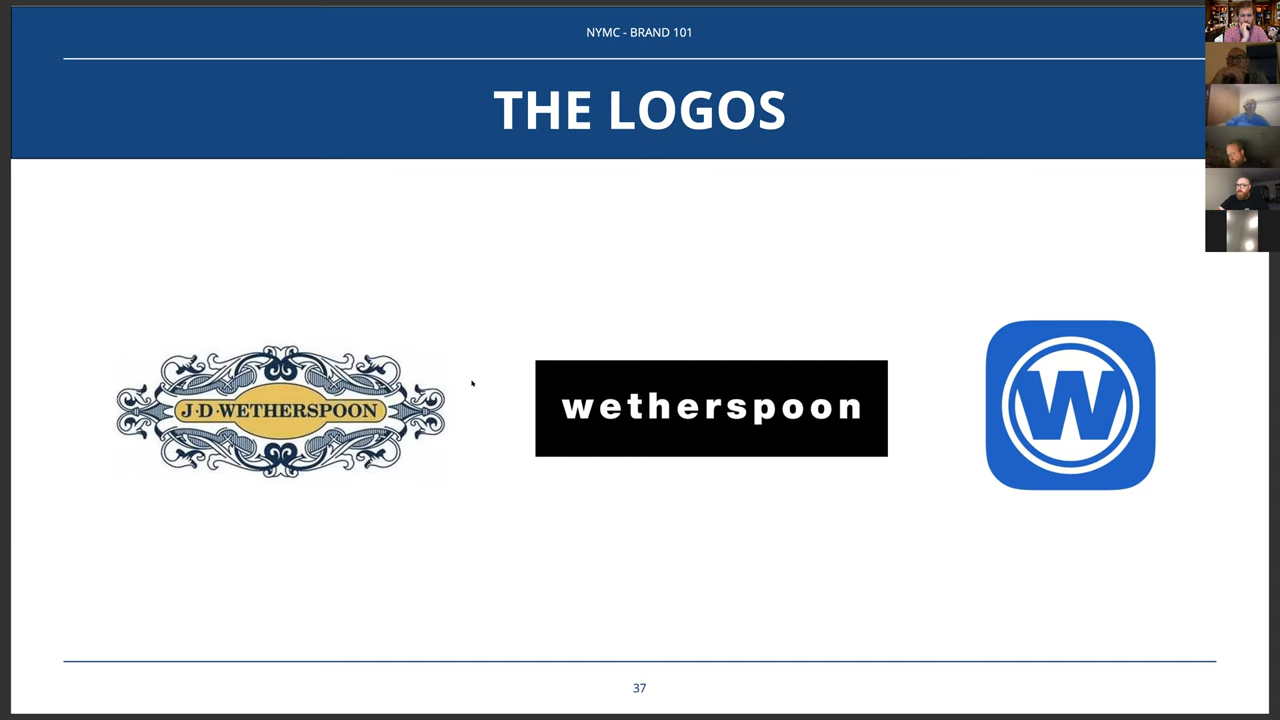 NYMC - BRAND 101
THE LOGOS
J·D·WETHERSPOON
wetherspoon
W
37